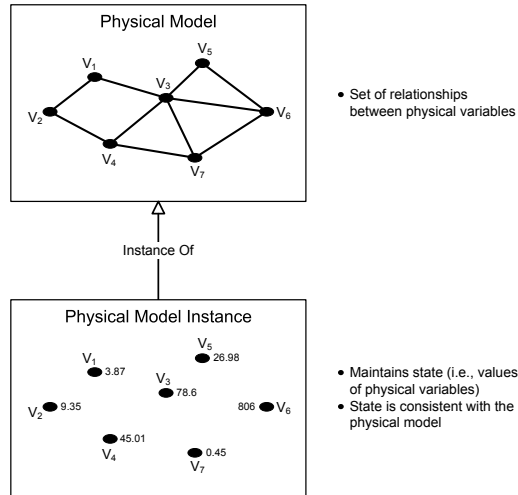 Physical Model
V5
V1
V3
V2
V6
V4
V7
• Set of relationships
between physical variables
Instance Of
Physical Model Instance
V5
26.98
V1
3.87
V3
78.6
V2
9.35
806
V6
45.01
V4
0.45
V7
• Maintains state (i.e., values
of physical variables)
• State is consistent with the
physical model